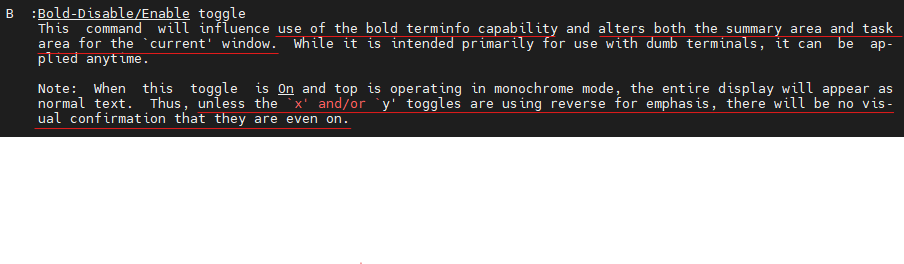 B  :Bold-Disable/Enable toggle
This  command  will influence use of the bold terminfo capability and alters both the summary area and task
area for the `current' window.  While it is intended primarily for use with dumb terminals, it can  be  ap-
plied anytime.
Note:  When  this  toggle  is On and top is operating in monochrome mode, the entire display will appear as
normal text.  Thus, unless the `x' and/or `y' toggles are using reverse for emphasis, there will be no vis-
ual confirmation that they are even on.